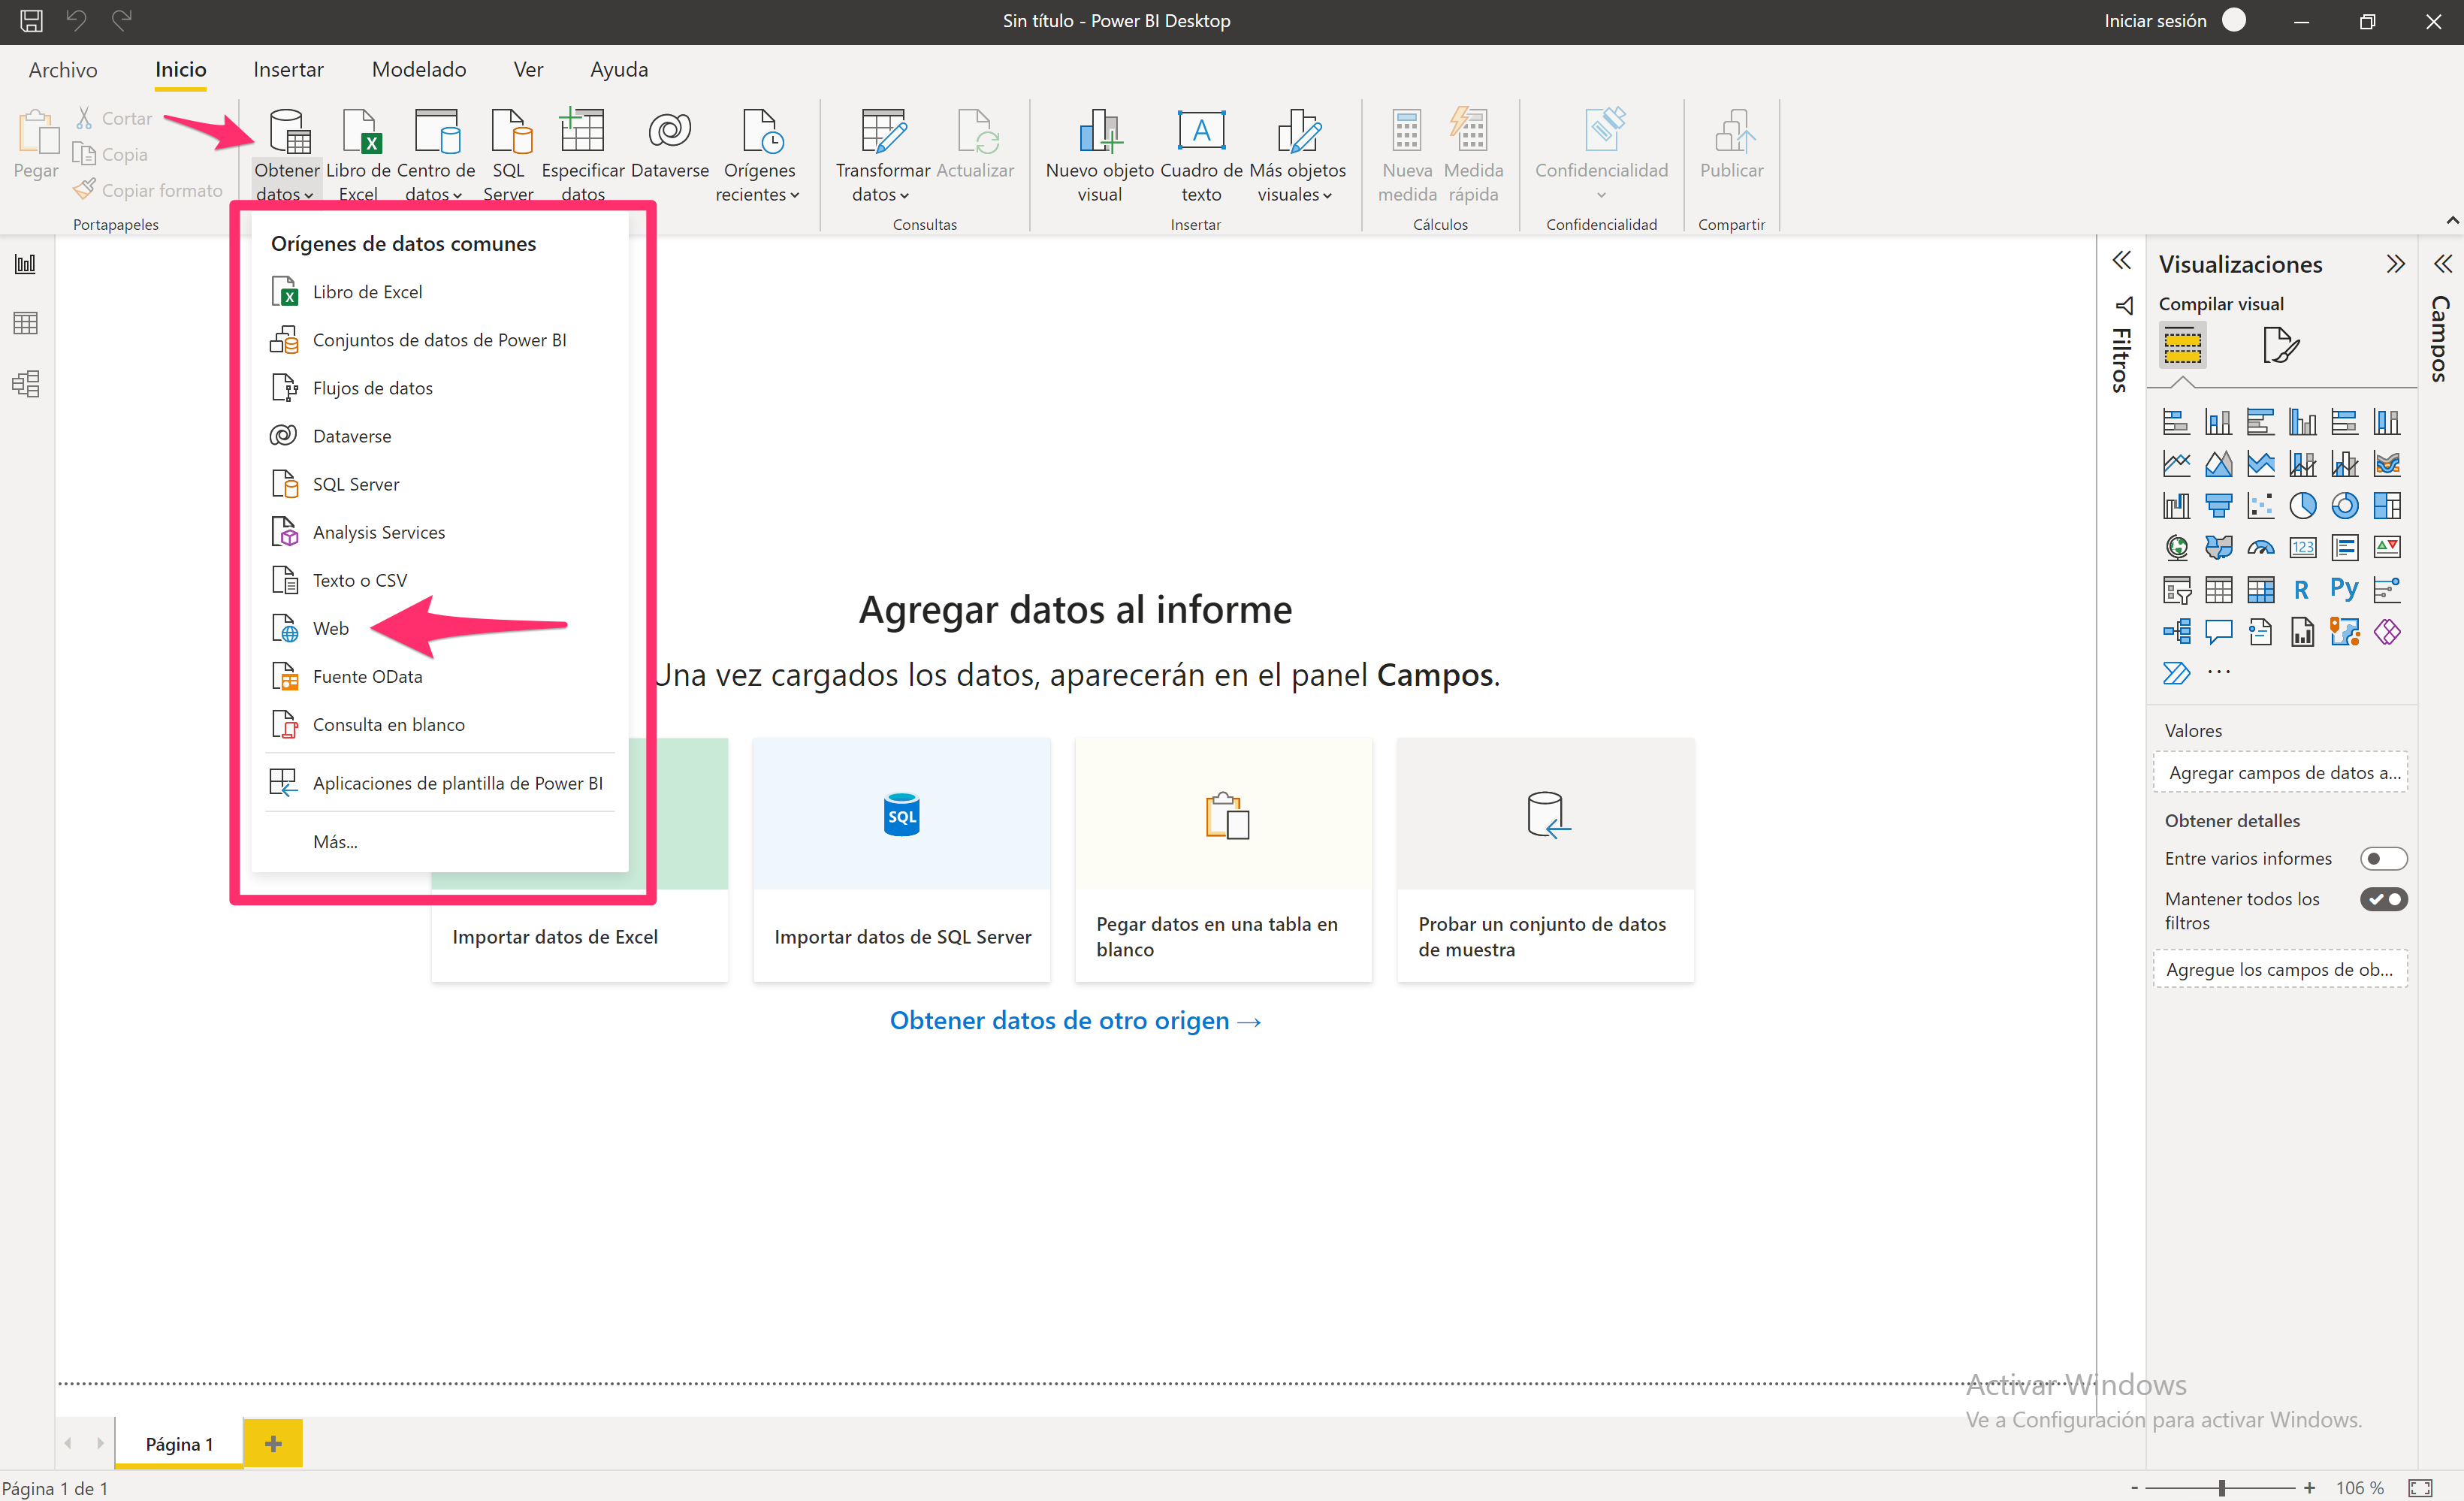 Sin título - Power BI Desktop
Iniciar sesión
Archivo
Inicio
Insertar
Modelado
Ver
Ayuda
Pegar
Cortar
Copia
Copiar formato
Portapapeles
Obtener
datos
Libro de
Excel
Centro de
datos
SQL
Server
Especificar
datos
Dataverse
Orígenes
recientes
Transformar
datos
Actualizar
Consultas
Nuevo objeto
visual
A
Cuadro de
texto
Más objetos
visuales
Insertar
Nueva
medida
Medida
rápida
Cálculos
Confidencialidad
Confidencialidad
Publicar
Compartir
Orígenes de datos comunes
Libro de Excel
Conjuntos de datos de Power BI
Flujos de datos
Dataverse
SQL Server
Analysis Services
Texto o CSV
Web
Fuente OData
Consulta en blanco
Aplicaciones de plantilla de Power BI
Más...
Agregar datos al informe
Una vez cargados los datos, aparecerán en el panel Campos.
SQL
Importar datos de Excel
Importar datos de SQL Server
Pegar datos en una tabla en
blanco
Probar un conjunto de datos
de muestra
Obtener datos de otro origen →
Filtros
Visualizaciones
Compilar visual
123
R
Py
...
Valores
Agregar campos de datos a...
Obtener detalles
Entre varios informes
Mantener todos los
filtros
Agregue los campos de ob...
Campos
Activar Windows
Ve a Configuración para activar Windows.
Página 1
+
Página 1 de 1
- + 106 %